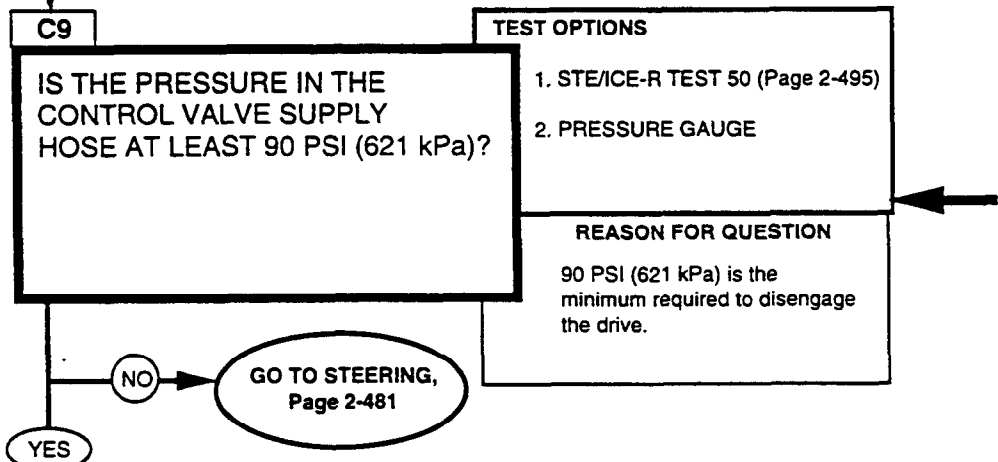 C9
IS THE PRESSURE IN THE
CONTROL VALVE SUPPLY
HOSE AT LEAST 90 PSI (621 kPa)?
TEST OPTIONS
1. STE/ICE-R TEST 50 (Page 2-495)
2. PRESSURE GAUGE
REASON FOR QUESTION
90 PSI (621 kPa) is the
minimum required to disengage
the drive.
NO
GO TO STEERING,
Page 2-481
YES